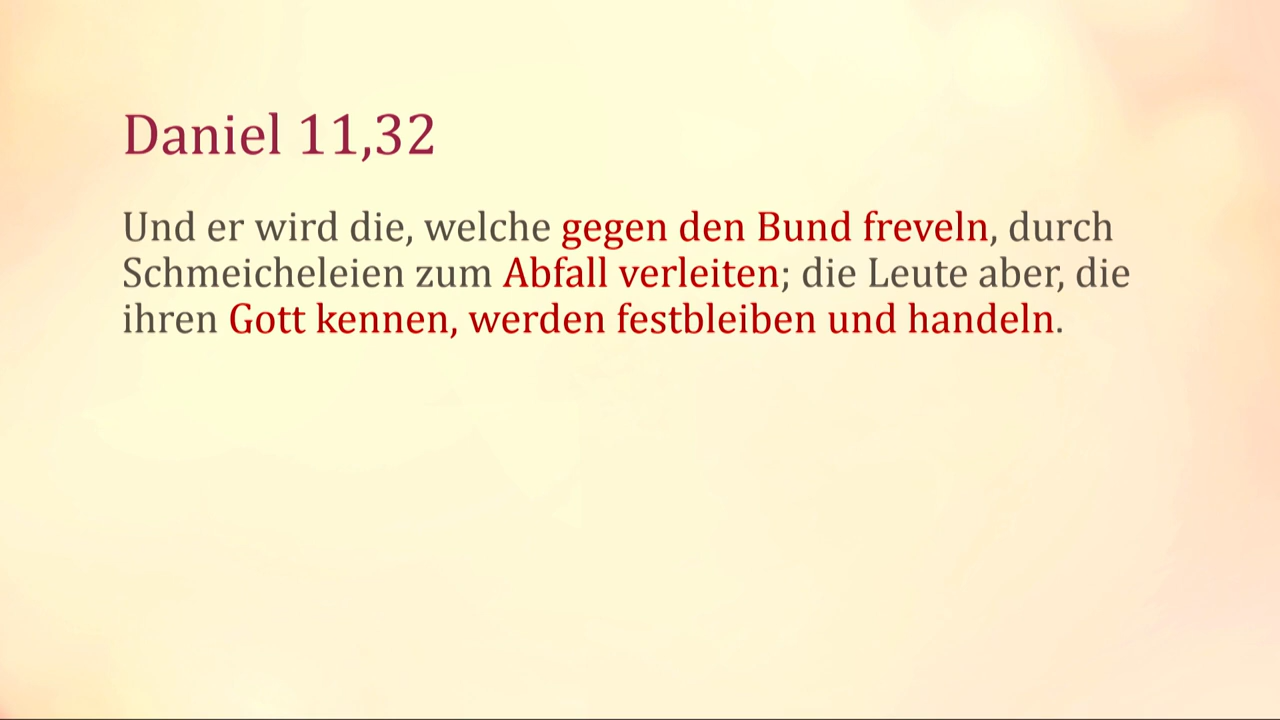 Daniel 11,32
Und er wird die, welche gegen den Bund freveln, durch
Schmeicheleien zum Abfall verleiten; die Leute aber, die
ihren Gott kennen, werden festbleiben und handeln.